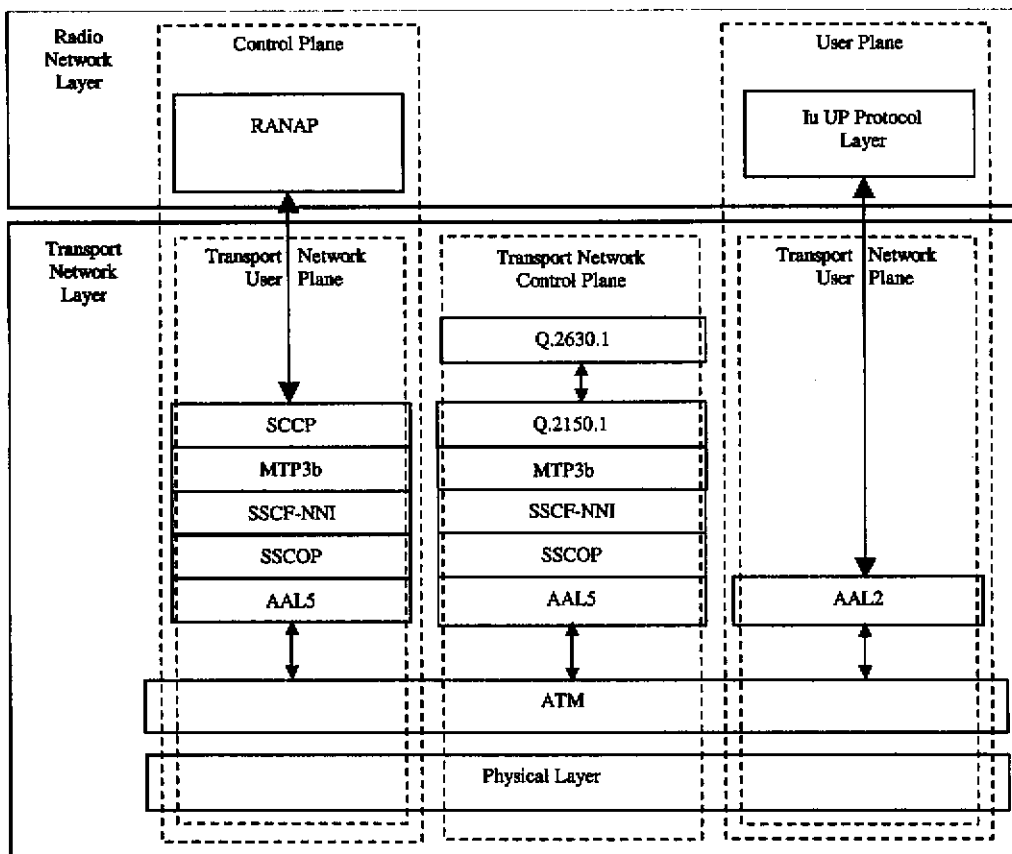 Radio
Network
Layer
Control Plane
User Plane
RANAP
Iu UP Protocol
Layer
Transport
Network
Layer
Transport Network
User Plane
Transport Network
Control Plane
Transport Network
User Plane
Q.2630.1
SCCP
MTP3b
SSCF-NNI
SSCOP
AAL5
Q.2150.1
MTP3b
SSCF-NNI
SSCOP
AAL5
AAL2
ATM
Physical Layer